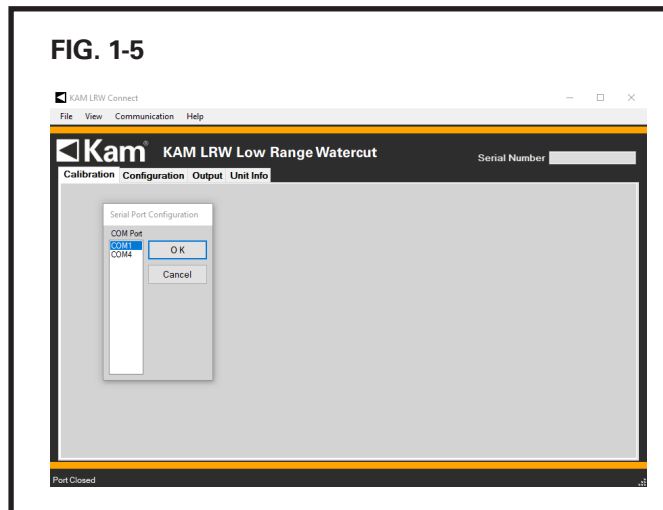 FIG. 1-5
KAM LRW Connect
File View Communication Help
Kam® KAM LRW Low Range Watercut
Serial Number
Calibration Configuration Output Unit Info
Serial Port Configuration
COM Port
COM1
COM4
OK
Cancel
Port Closed